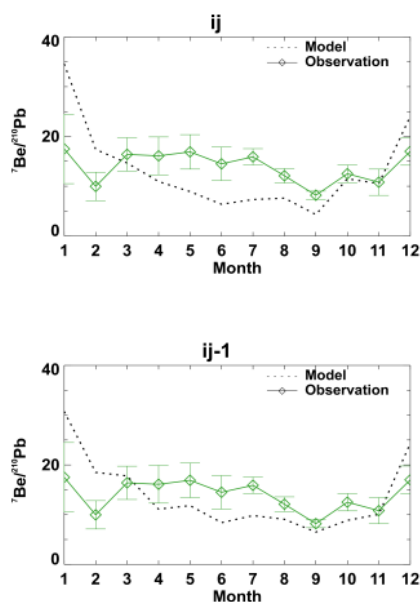 ij
40
20
0
⁷Be/²¹⁰Pb
Model
Observation
1 2 3 4 5 6 7 8 9 10 11 12
Month
ij-1
40
20
0
⁷Be/²¹⁰Pb
Model
Observation
1 2 3 4 5 6 7 8 9 10 11 12
Month